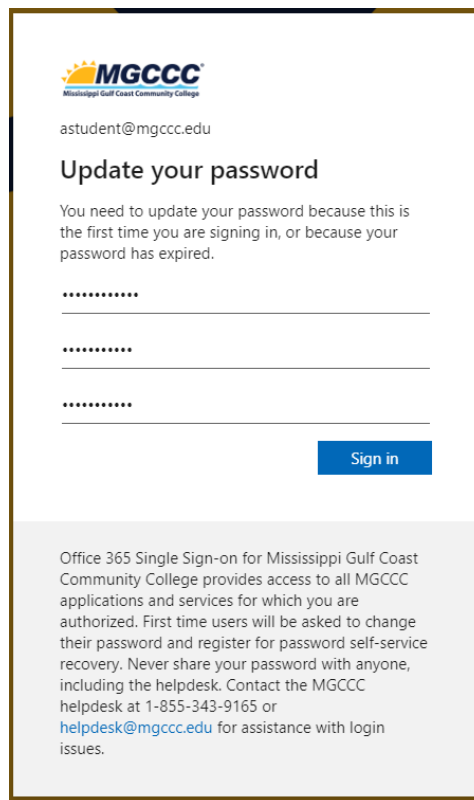 MGCCC
Mississippi Gulf Coast Community College
astudent@mgccc.edu
Update your password
You need to update your password because this is
the first time you are signing in, or because your
password has expired.
••••••••••••
•••••••••••
•••••••••••
Sign in
Office 365 Single Sign-on for Mississippi Gulf Coast
Community College provides access to all MGCCC
applications and services for which you are
authorized. First time users will be asked to change
their password and register for password self-service
recovery. Never share your password with anyone,
including the helpdesk. Contact the MGCCC
helpdesk at 1-855-343-9165 or
helpdesk@mgccc.edu for assistance with login
issues.